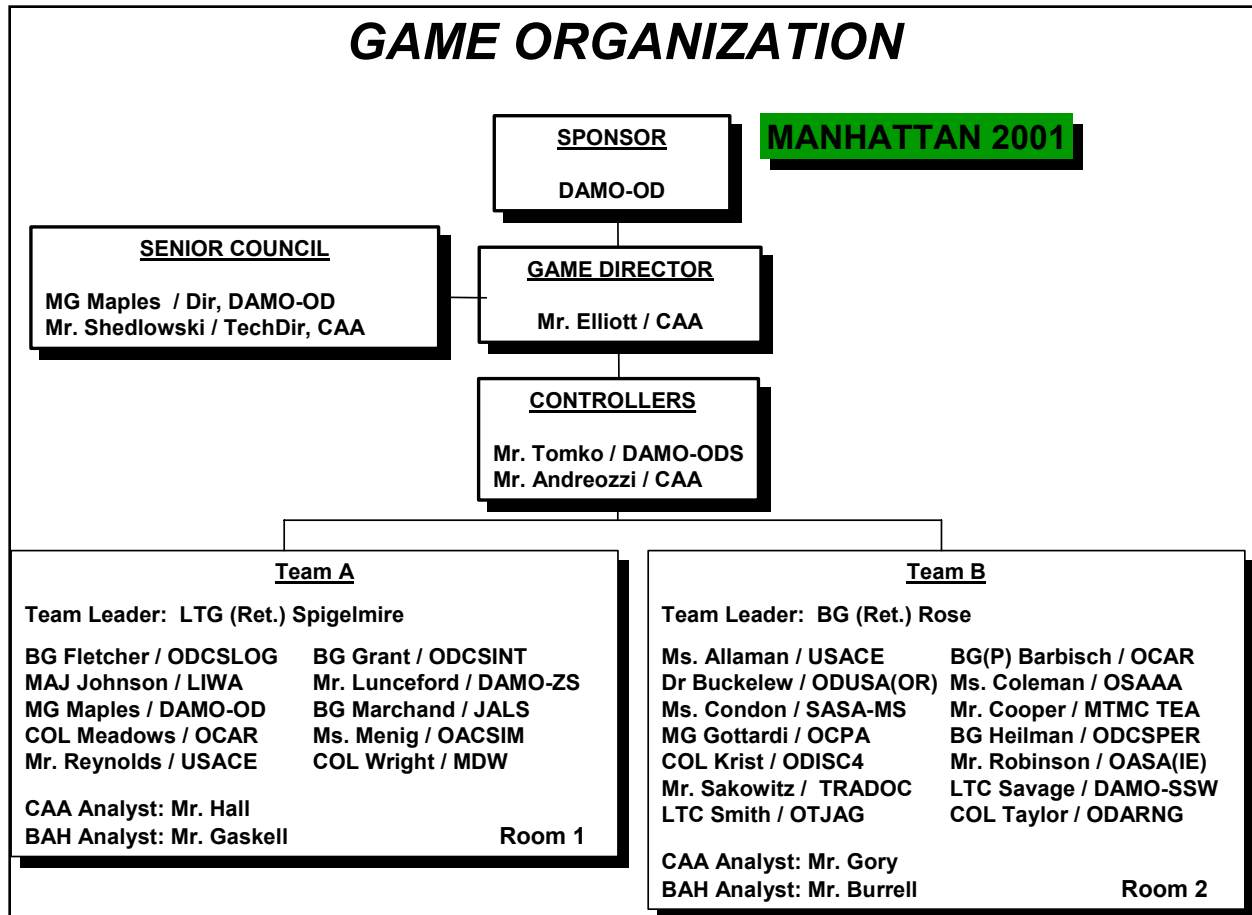 GAME ORGANIZATION
MANHATTAN 2001
SPONSOR
DAMO-OD
SENIOR COUNCIL
MG Maples / Dir, DAMO-OD
Mr. Shedlowski / TechDir, CAA
GAME DIRECTOR
Mr. Elliott / CAA
CONTROLLERS
Mr. Tomko / DAMO-ODS
Mr. Andreozzi / CAA
Team A
Team Leader: LTG (Ret.) Spigelmire
BG Fletcher / ODCSLOG BG Grant / ODCSINT
MAJ Johnson / LIWA Mr. Lunceford / DAMO-ZS
MG Maples / DAMO-OD BG Marchand / JALS
COL Meadows / OCAR Ms. Menig / OACSIM
Mr. Reynolds / USACE COL Wright / MDW
CAA Analyst: Mr. Hall
BAH Analyst: Mr. Gaskell Room 1
Team B
Team Leader: BG (Ret.) Rose
Ms. Allaman / USACE BG(P) Barbisch / OCAR
Dr Buckelew / ODUSA(OR) Ms. Coleman / OSAAA
Ms. Condon / SASA-MS Mr. Cooper / MTMC TEA
MG Gottardi / OCPA BG Heilman / ODCSPER
COL Krist / ODISC4 Mr. Robinson / OASA(IE)
Mr. Sakowitz / TRADOC LTC Savage / DAMO-SSW
LTC Smith / OTJAG COL Taylor / ODARNG
CAA Analyst: Mr. Gory
BAH Analyst: Mr. Burrell Room 2